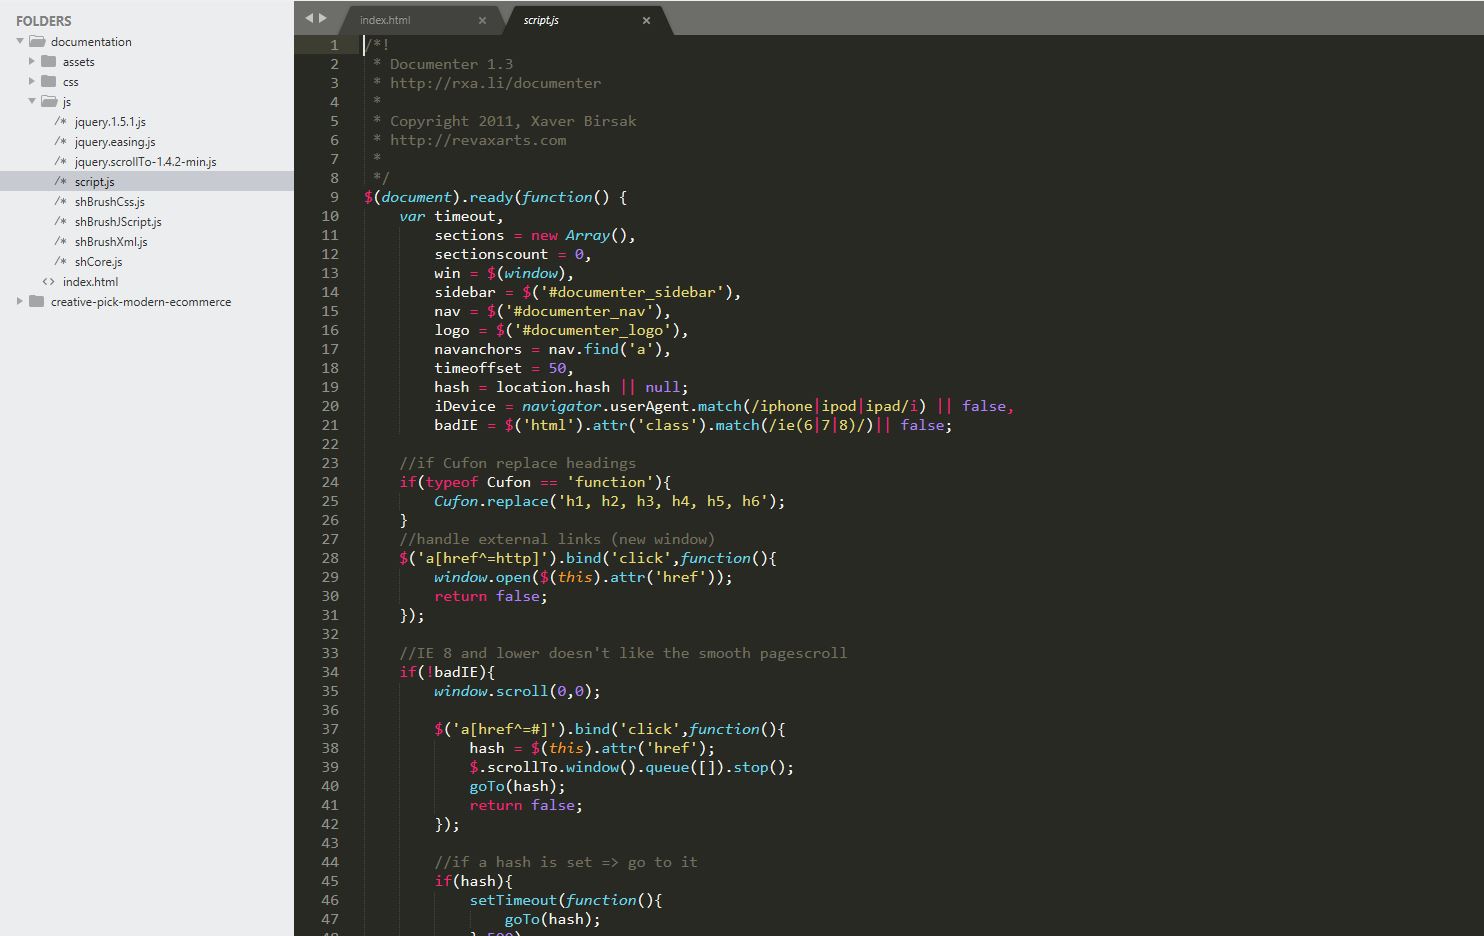 FOLDERS
documentation
assets
css
js
/* jquery.1.5.1.js
/* jquery.easing.js
/* jquery.scrollTo-1.4.2-min.js
/* script.js
/* shBrushCss.js
/* shBrushJScript.js
/* shBrushXml.js
/* shCore.js
<> index.html
creative-pick-modern-ecommerce
index.html × script.js ×
1 /*!
2  * Documenter 1.3
3  * http://rxa.li/documenter
4  *
5  * Copyright 2011, Xaver Birsak
6  * http://revaxarts.com
7  *
8  */
9 $(document).ready(function() {
10     var timeout,
11         sections = new Array(),
12         sectionscount = 0,
13         win = $(window),
14         sidebar = $('#documenter_sidebar'),
15         nav = $('#documenter_nav'),
16         logo = $('#documenter_logo'),
17         navanchors = nav.find('a'),
18         timeoffset = 50,
19         hash = location.hash || null;
20         iDevice = navigator.userAgent.match(/iphone|ipod|ipad/i) || false,
21         badIE = $('html').attr('class').match(/ie(6|7|8)/)|| false;
22
23     //if Cufon replace headings
24     if(typeof Cufon == 'function'){
25         Cufon.replace('h1, h2, h3, h4, h5, h6');
26     }
27     //handle external links (new window)
28     $('a[href^=http]').bind('click',function(){
29         window.open($(this).attr('href'));
30         return false;
31     });
32
33     //IE 8 and lower doesn't like the smooth pagescroll
34     if(!badIE){
35         window.scroll(0,0);
36
37         $('a[href^=#]').bind('click',function(){
38             hash = $(this).attr('href');
39             $.scrollTo.window().queue([]).stop();
40             goTo(hash);
41             return false;
42         });
43
44         //if a hash is set => go to it
45         if(hash){
46             setTimeout(function(){
47                 goTo(hash);